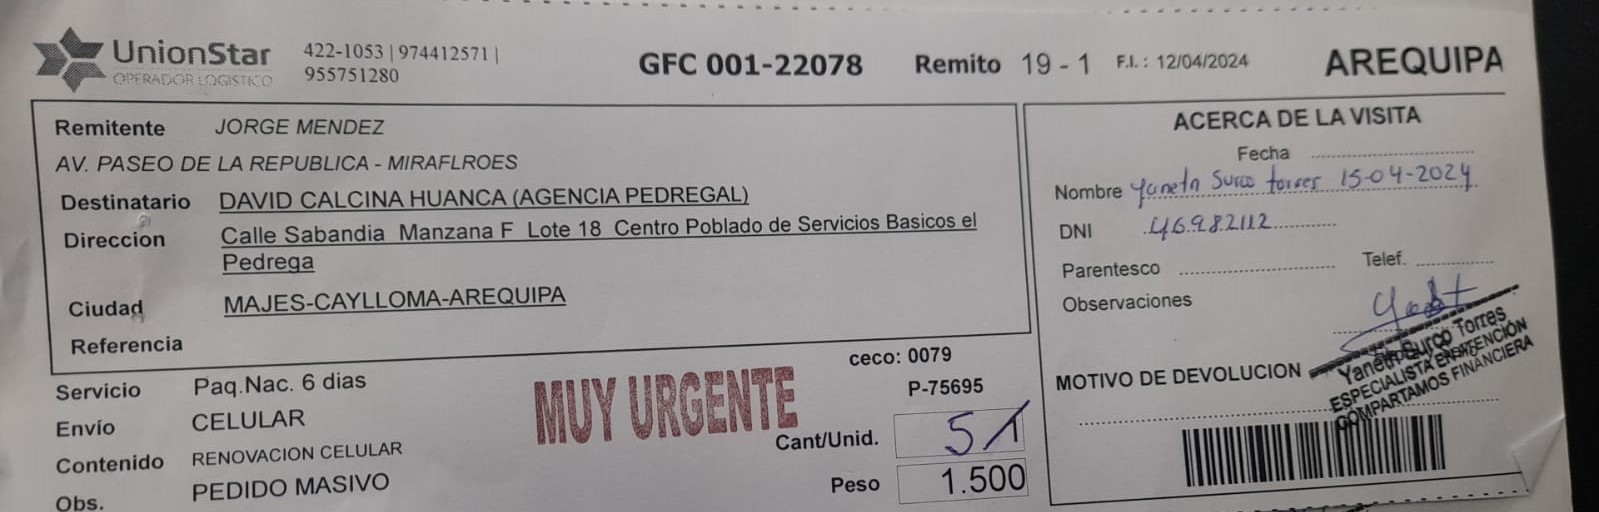 UnionStar
OPERADOR LOGISTICO
422-1053 | 974412571 |
955751280
GFC 001-22078
Remito 19 - 1
F.I. : 12/04/2024
AREQUIPA
Remitente JORGE MENDEZ
AV. PASEO DE LA REPUBLICA - MIRAFLROES
Destinatario DAVID CALCINA HUANCA (AGENCIA PEDREGAL)
Direccion Calle Sabandia Manzana F Lote 18 Centro Poblado de Servicios Basicos el
Pedrega
Ciudad MAJES-CAYLLOMA-AREQUIPA
Referencia
Servicio Paq.Nac. 6 dias
Envío CELULAR
Contenido RENOVACION CELULAR
Obs. PEDIDO MASIVO
MUY URGENTE
ceco: 0079
P-75695
Cant/Unid. 5/1
Peso 1.500
ACERCA DE LA VISITA
Fecha
Nombre Yaneth Surco torres 15-04-2024
DNI 46982112
Parentesco
Telef.
Observaciones
MOTIVO DE DEVOLUCION
Yaneth Surco Torres
ESPECIALISTA EN ATENCIÓN
COMPARTAMOS FINANCIERA